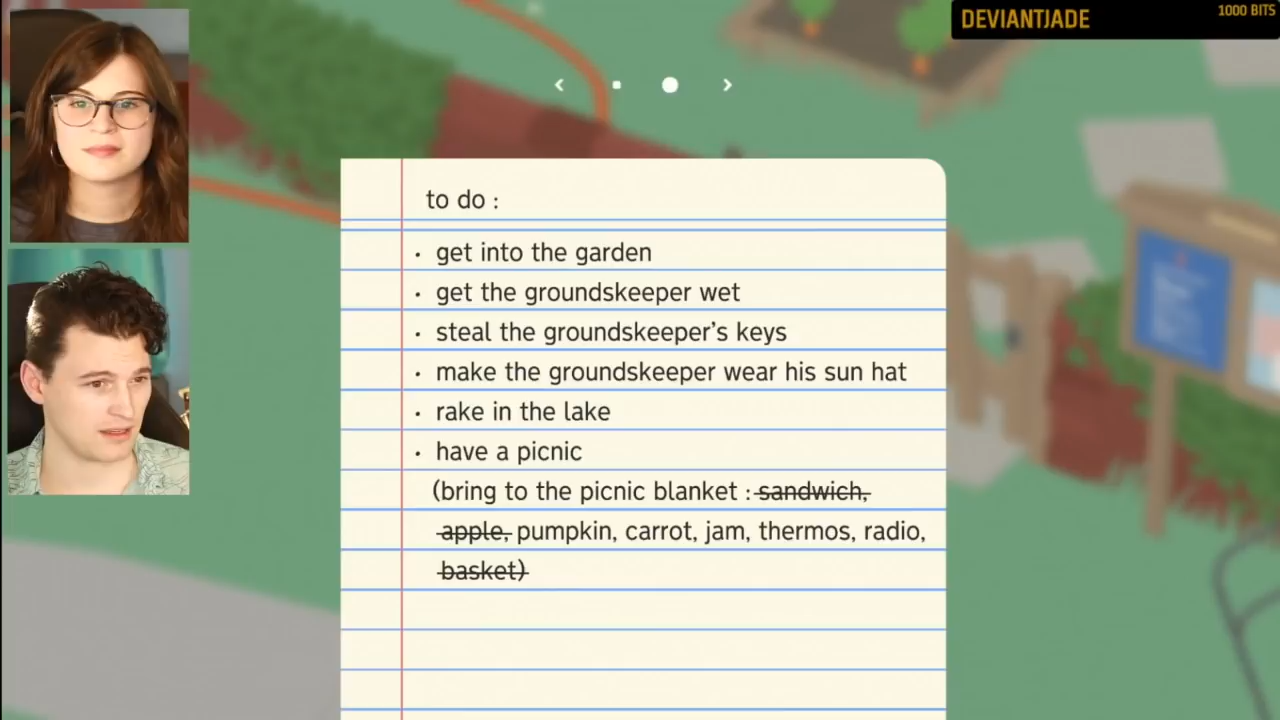 DEVIANTJADE
1000 BITS
to do :
· get into the garden
· get the groundskeeper wet
· steal the groundskeeper's keys
· make the groundskeeper wear his sun hat
· rake in the lake
· have a picnic
(bring to the picnic blanket : sandwich,
apple, pumpkin, carrot, jam, thermos, radio,
basket)